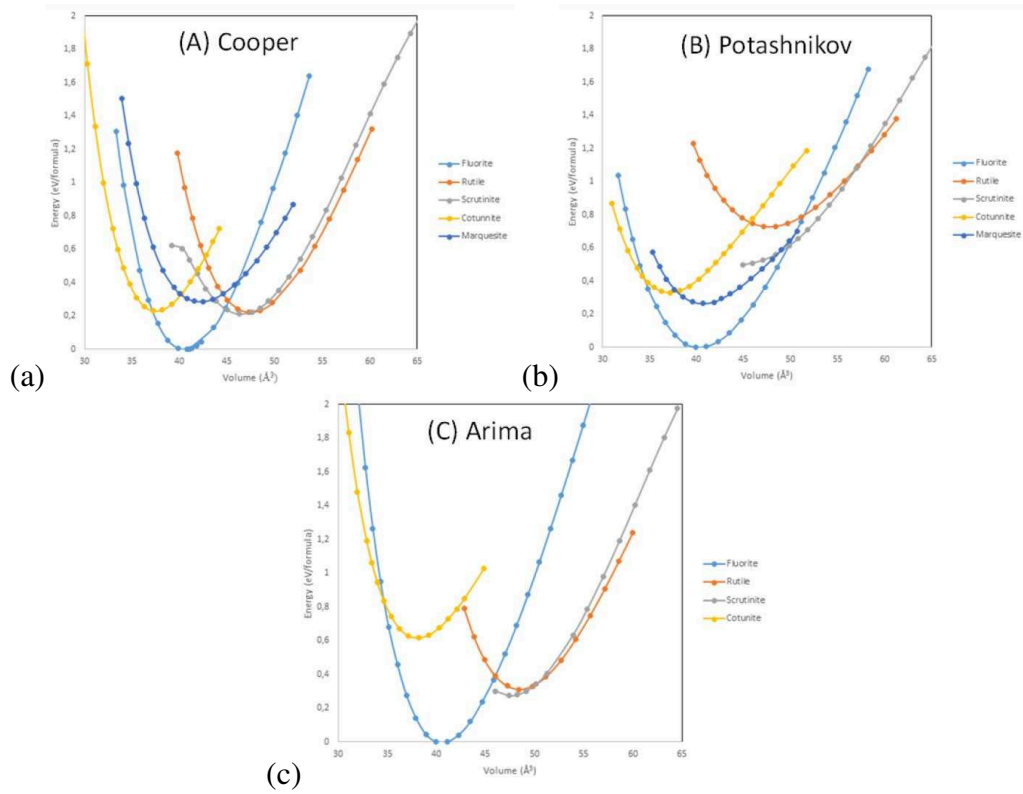 (A) Cooper
2
1,8
1,6
1,4
1,2
1
0,8
0,6
0,4
0,2
0
Energy (eV/formula)
30 35 40 45 50 55 60 65
Volume (Å³)
Fluorite
Rutile
Scrutinite
Cotunnite
Marquesite
(a)
(B) Potashnikov
2
1,8
1,6
1,4
1,2
1
0,8
0,6
0,4
0,2
0
Energy (eV/formula)
30 35 40 45 50 55 60 65
Volume (Å³)
Fluorite
Rutile
Scrutinite
Cotunnite
Marquesite
(b)
(C) Arima
2
1,8
1,6
1,4
1,2
1
0,8
0,6
0,4
0,2
0
Energy (eV/formula)
30 35 40 45 50 55 60 65
Volume (Å³)
Fluorite
Rutile
Scrutinite
Cotunite
(c)